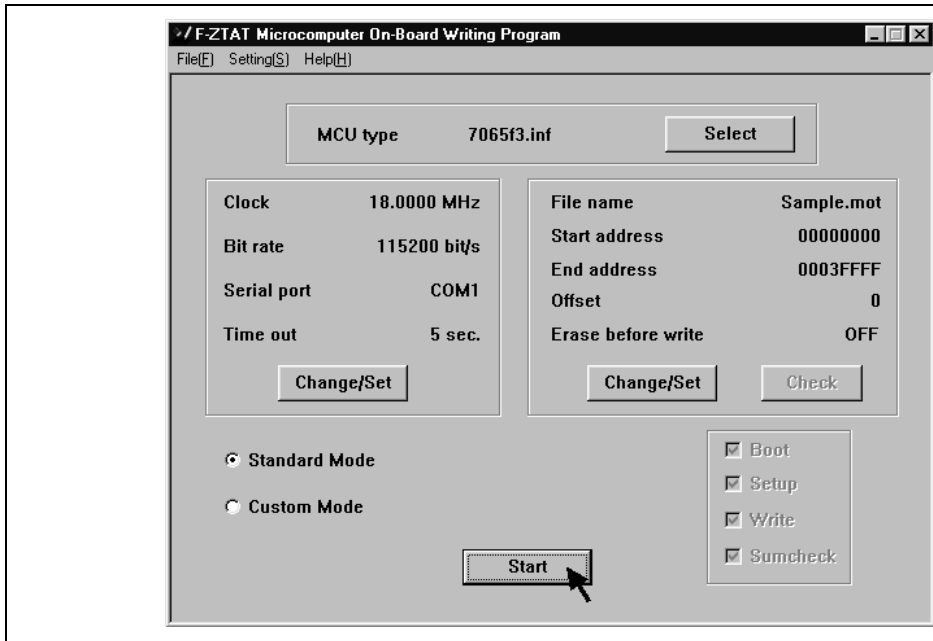 F-ZTAT Microcomputer On-Board Writing Program
File(F) Setting(S) Help(H)
MCU type 7065f3.inf Select
Clock 18.0000 MHz
Bit rate 115200 bit/s
Serial port COM1
Time out 5 sec.
Change/Set
File name Sample.mot
Start address 00000000
End address 0003FFFF
Offset 0
Erase before write OFF
Change/Set Check
Standard Mode
Custom Mode
Boot
Setup
Write
Sumcheck
Start